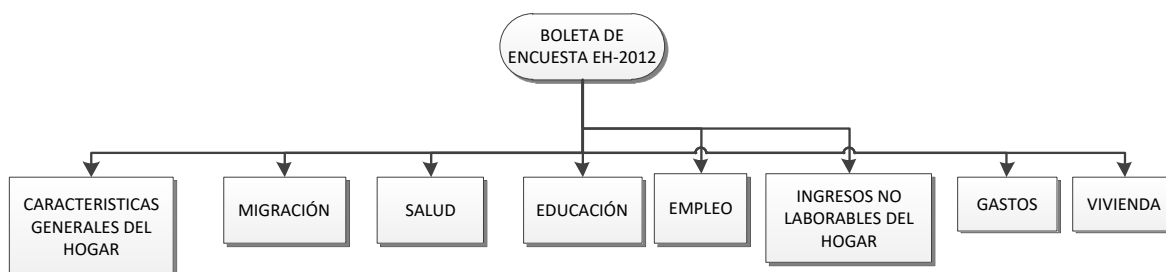 BOLETA DE
ENCUESTA EH-2012
CARACTERISTICAS
GENERALES DEL
HOGAR
MIGRACIÓN
SALUD
EDUCACIÓN
EMPLEO
INGRESOS NO
LABORABLES DEL
HOGAR
GASTOS
VIVIENDA